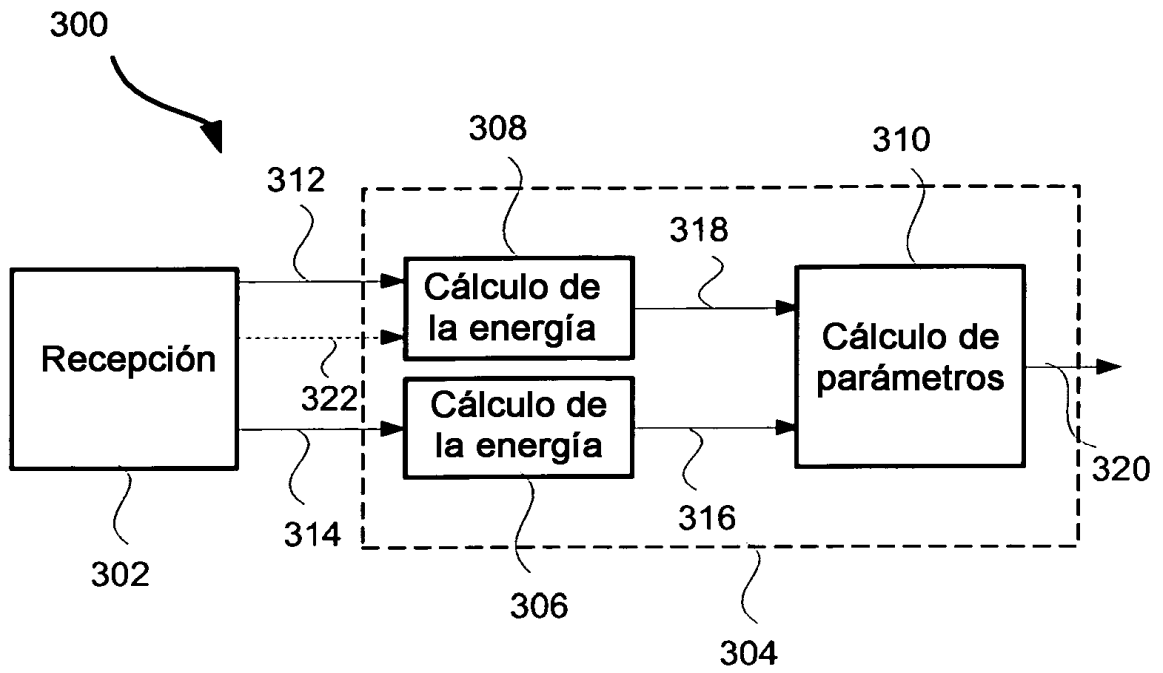 300
308
310
312
318
Cálculo de
la energía
Recepción
Cálculo de
parámetros
322
Cálculo de
la energía
320
314
316
302
306
304